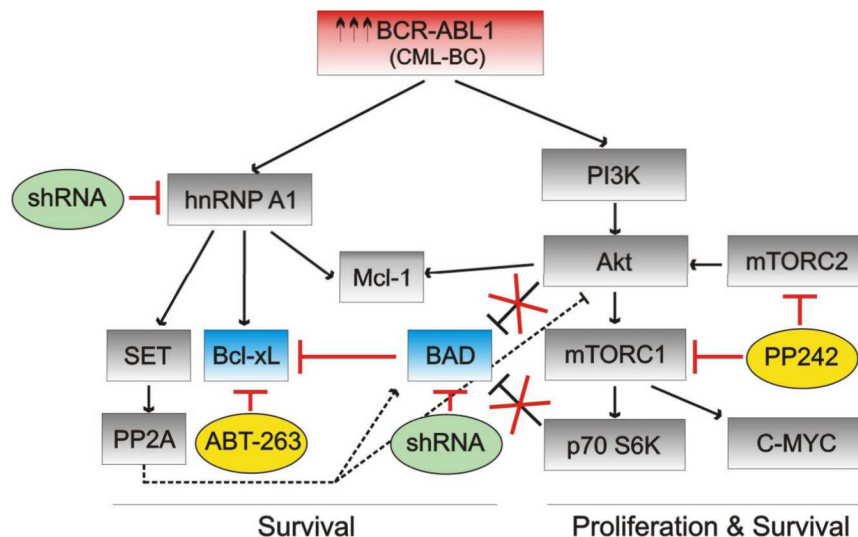 ↑↑↑BCR-ABL1
(CML-BC)
PI3K
shRNA
hnRNP A1
Mcl-1
Akt
mTORC2
SET
Bcl-xL
BAD
mTORC1
PP242
PP2A
ABT-263
shRNA
p70 S6K
C-MYC
Survival
Proliferation & Survival